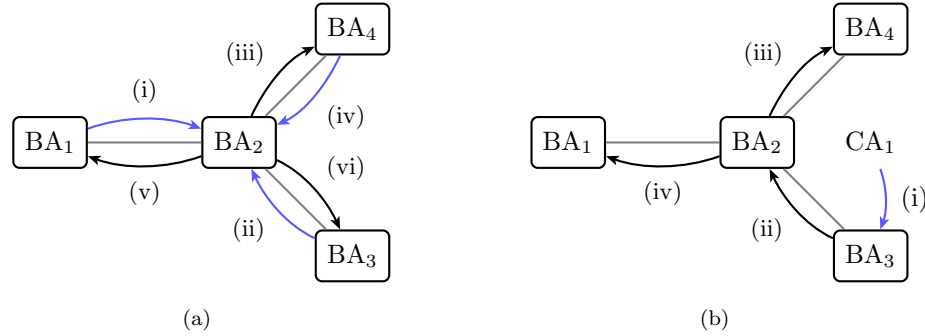 BA₄
(iii)
(i)
(iv)
BA₁
BA₂
(v)
(vi)
(ii)
BA₃
(a)
BA₄
(iii)
BA₁
BA₂
CA₁
(iv)
(i)
(ii)
BA₃
(b)